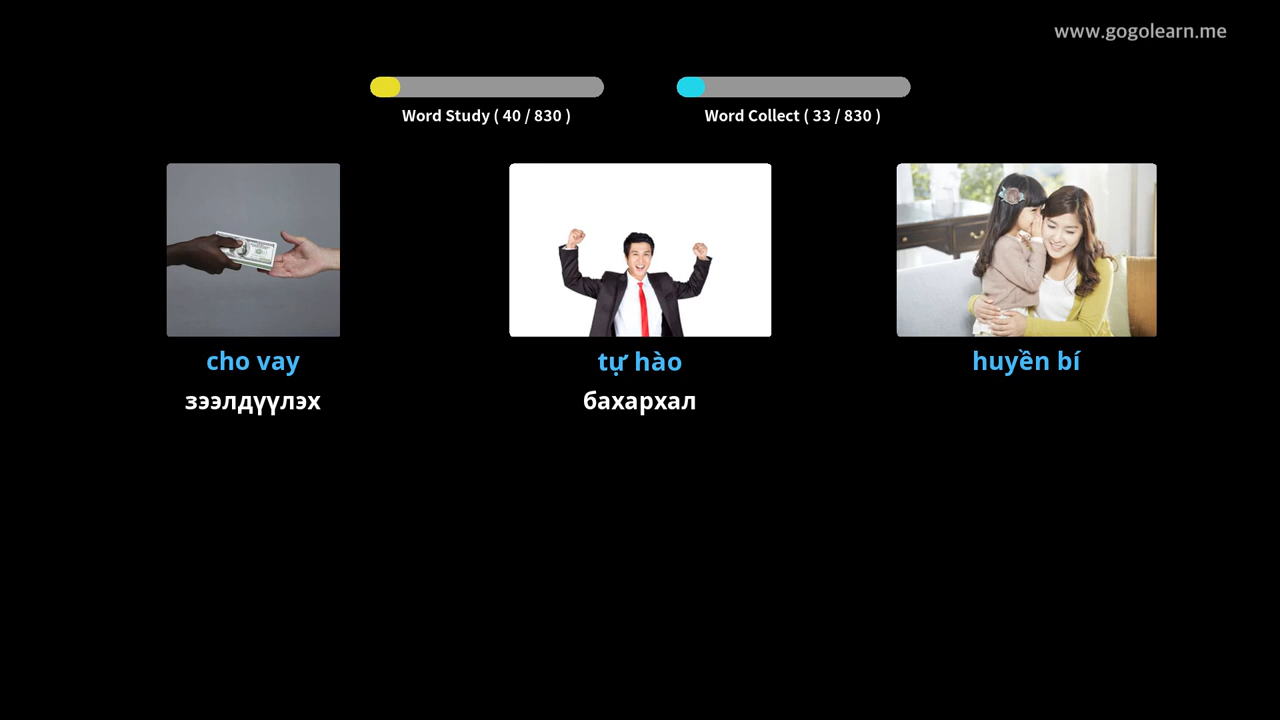 www.gogolearn.me
Word Study ( 40 / 830 )
Word Collect ( 33 / 830 )
cho vay
зээлдүүлэх
tự hào
бахархал
huyền bí